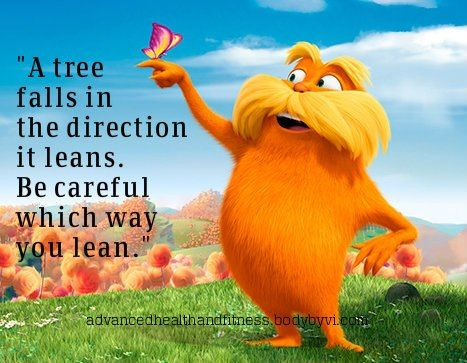 "A tree
falls in
the direction
it leans.
Be careful
which way
you lean."
advancedhealthandfitness.bodybyvi.com